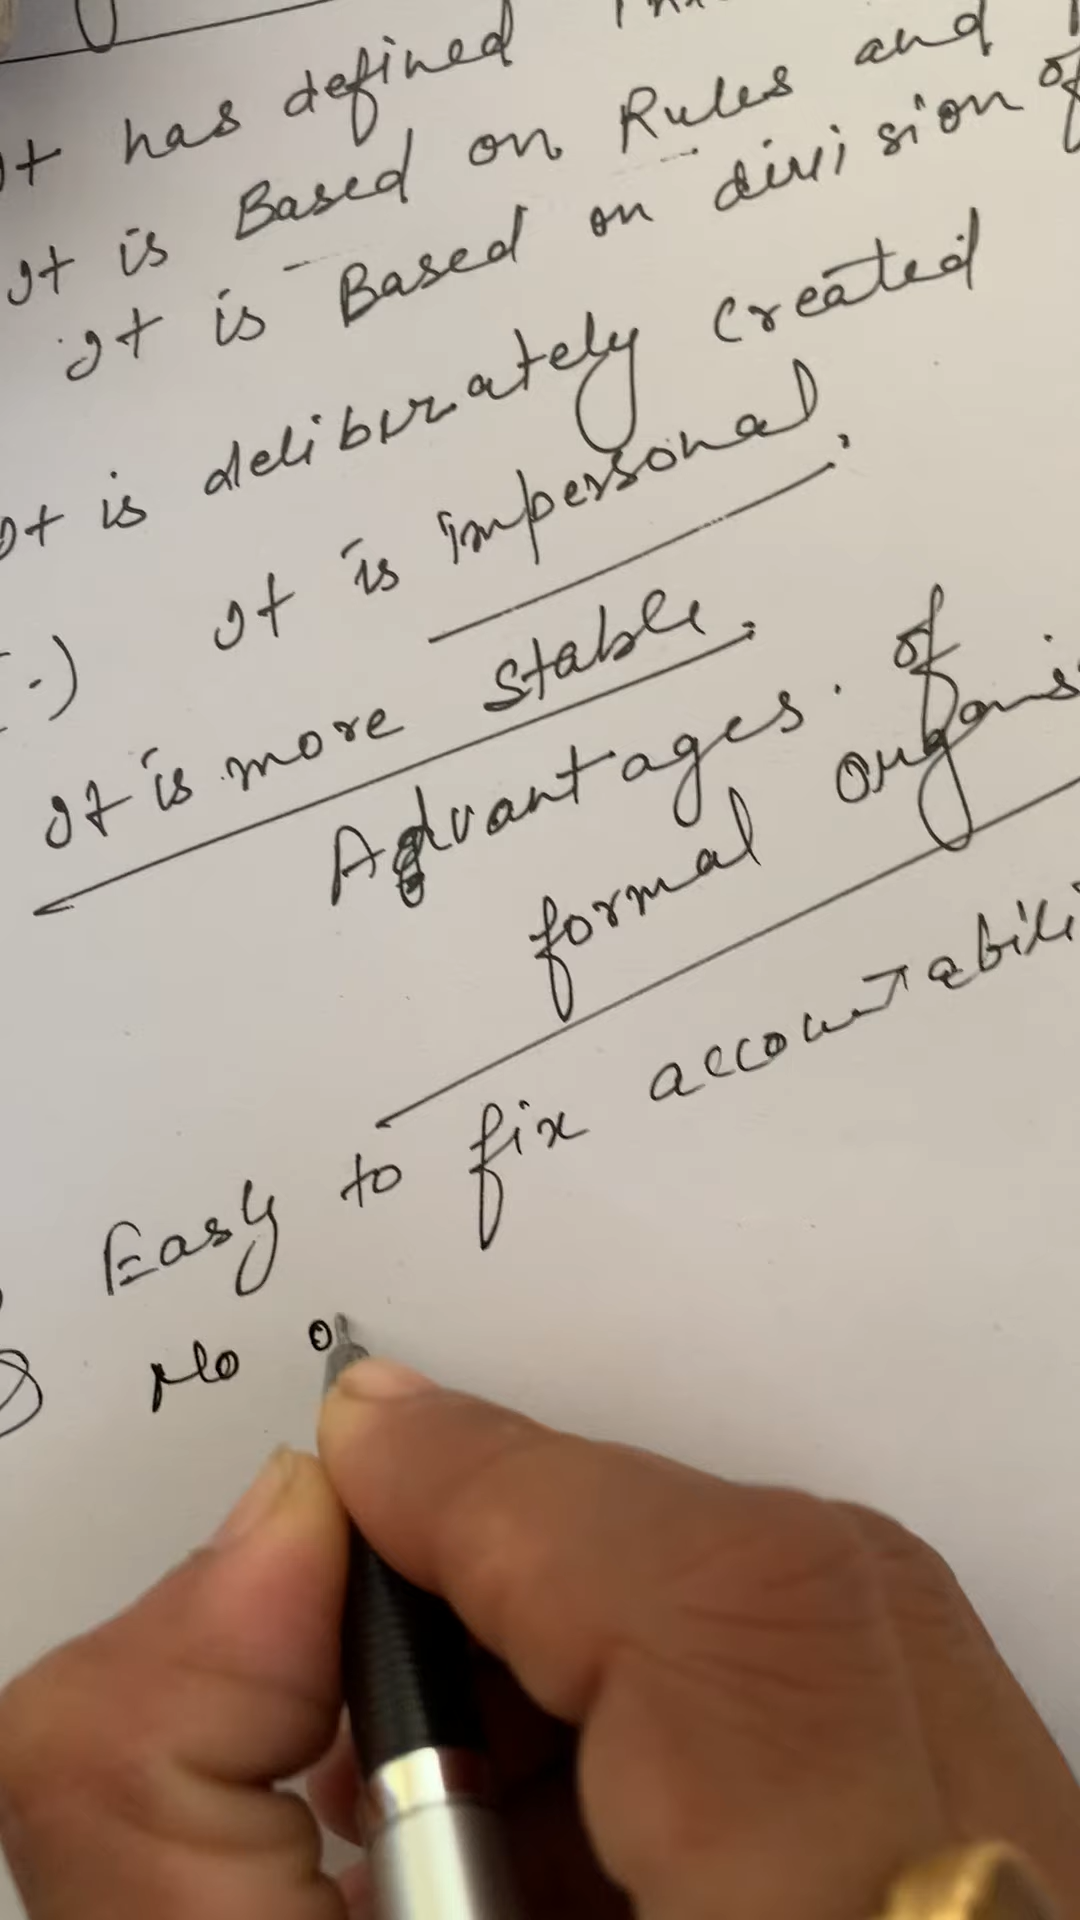 It has defined
It is Based on Rules and
It is Based on division of
It is deliberately created
It is impersonal.
It is more stable.
Advantages of
formal
Easy to fix
No